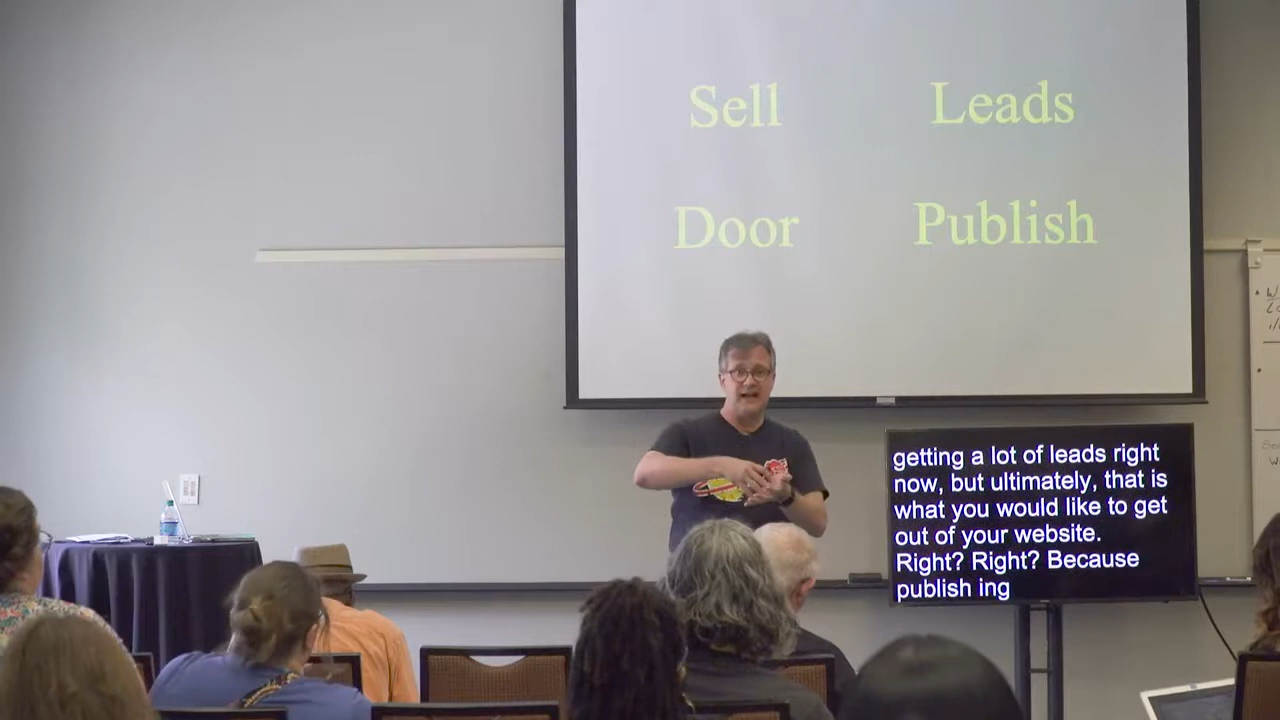 Sell Leads
Door Publish
getting a lot of leads right
now, but ultimately, that is
what you would like to get
out of your website.
Right? Right? Because
publish ing